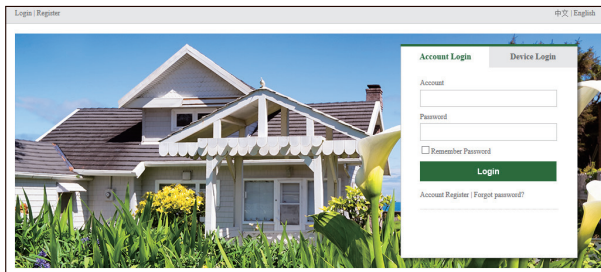 Login | Register
中文 | English
Account Login
Device Login
Account
Password
Remember Password
Login
Account Register | Forgot password?